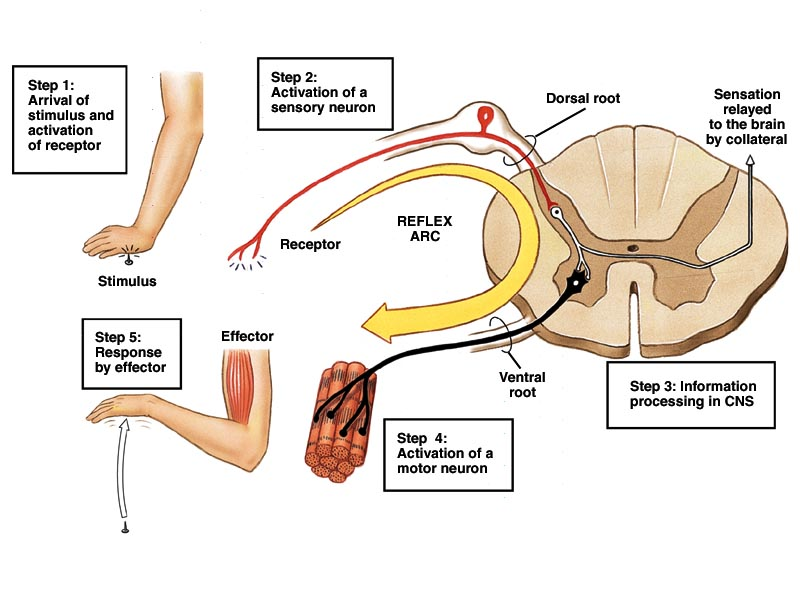 Step 1:
Arrival of
stimulus and
activation
of receptor
Stimulus
Step 2:
Activation of a
sensory neuron
Receptor
REFLEX
ARC
Dorsal root
Sensation
relayed
to the brain
by collateral
Step 3: Information
processing in CNS
Ventral
root
Step 4:
Activation of a
motor neuron
Step 5:
Response
by effector
Effector